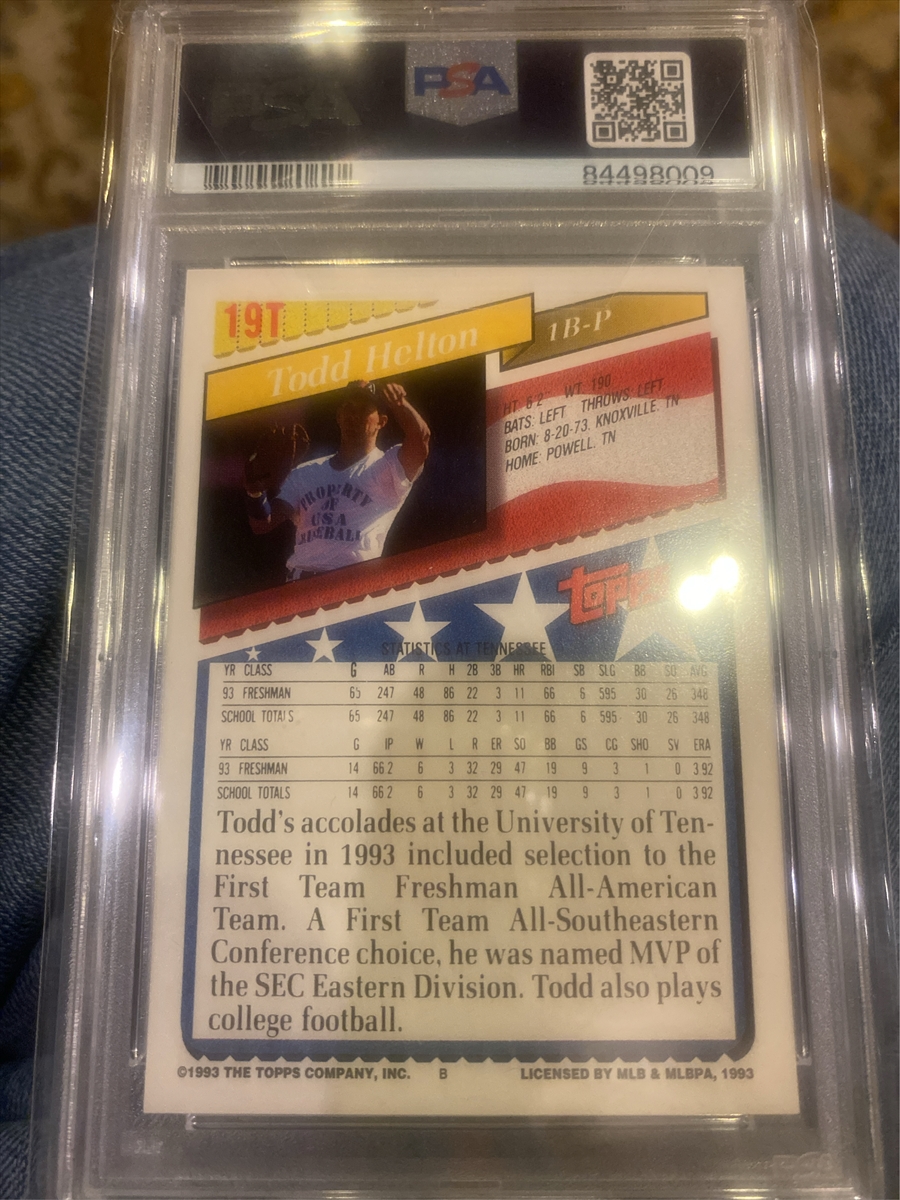 PSA
84498009
19T
Todd Helton
1B-P
HT: 6'2" WT: 190
BATS: LEFT THROWS: LEFT
BORN: 8-20-73, KNOXVILLE, TN
HOME: POWELL, TN
PROPERTY
OF
USA
BASEBALL
topps
STATISTICS AT TENNESSEE
YR CLASS G AB R H 2B 3B HR RBI SB SLG BB SO AVG
93 FRESHMAN 65 247 48 86 22 3 11 66 6 .595 30 26 .348
SCHOOL TOTALS 65 247 48 86 22 3 11 66 6 .595 30 26 .348
YR CLASS G IP W L R ER SO BB GS CG SHO SV ERA
93 FRESHMAN 14 66.2 6 3 32 29 47 19 9 3 1 0 3.92
SCHOOL TOTALS 14 66.2 6 3 32 29 47 19 9 3 1 0 3.92
Todd's accolades at the University of Ten-
nessee in 1993 included selection to the
First Team Freshman All-American
Team. A First Team All-Southeastern
Conference choice, he was named MVP of
the SEC Eastern Division. Todd also plays
college football.
©1993 THE TOPPS COMPANY, INC. B LICENSED BY MLB & MLBPA, 1993